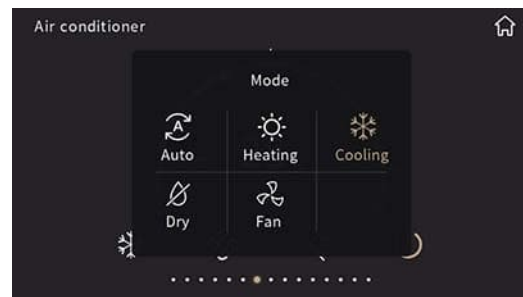 Air conditioner
Mode
Auto
Heating
Cooling
Dry
Fan